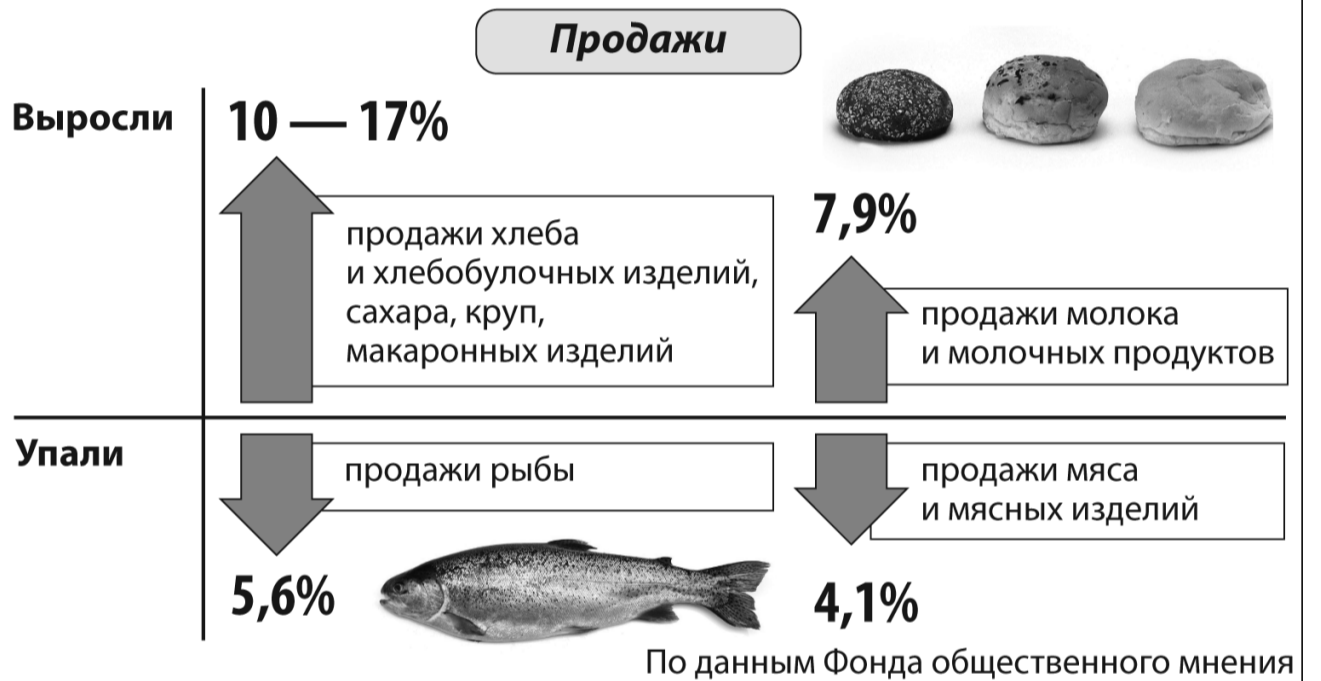 Продажи
Выросли
10 — 17%
продажи хлеба
и хлебобулочных изделий,
сахара, круп,
макаронных изделий
7,9%
продажи молока
и молочных продуктов
Упали
продажи рыбы
5,6%
продажи мяса
и мясных изделий
4,1%
По данным Фонда общественного мнения